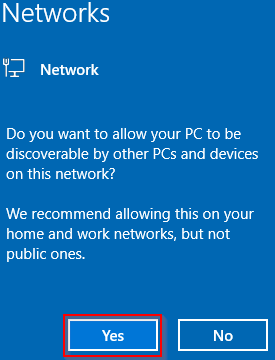 Networks
Network
Do you want to allow your PC to be
discoverable by other PCs and devices
on this network?
We recommend allowing this on your
home and work networks, but not
public ones.
Yes No